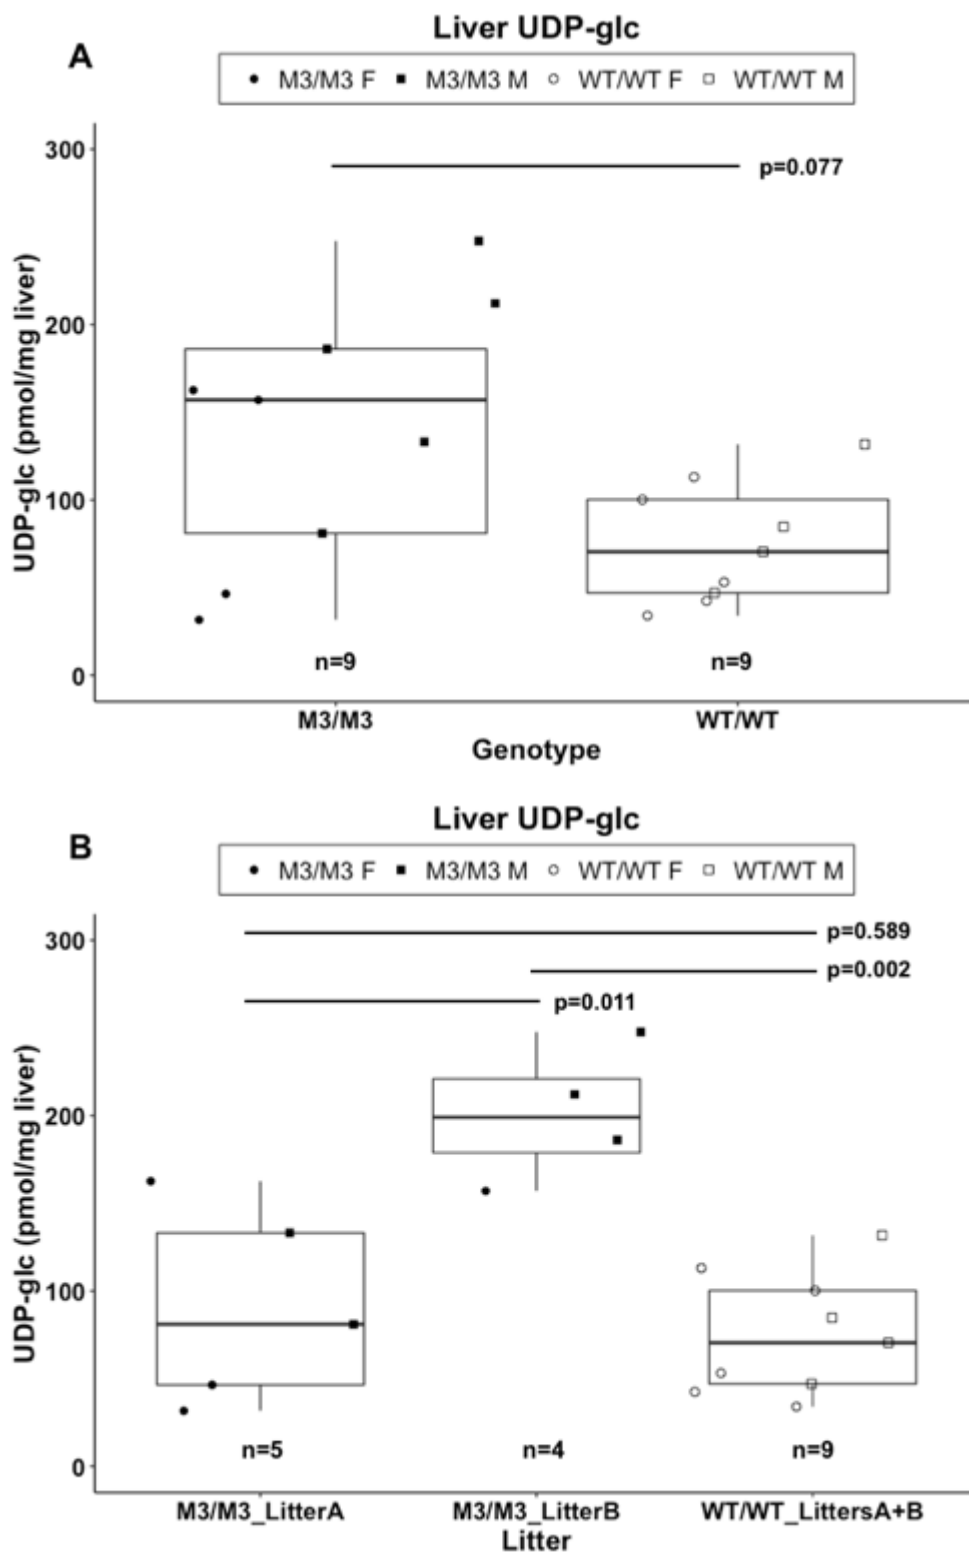 A
Liver UDP-glc
M3/M3 F M3/M3 M WT/WT F WT/WT M
UDP-glc (pmol/mg liver)
300
200
100
0
p=0.077
n=9 n=9
M3/M3 WT/WT
Genotype
B
Liver UDP-glc
M3/M3 F M3/M3 M WT/WT F WT/WT M
UDP-glc (pmol/mg liver)
300
200
100
0
p=0.589
p=0.002
p=0.011
n=5 n=4 n=9
M3/M3_LitterA M3/M3_LitterB WT/WT_LittersA+B
Litter